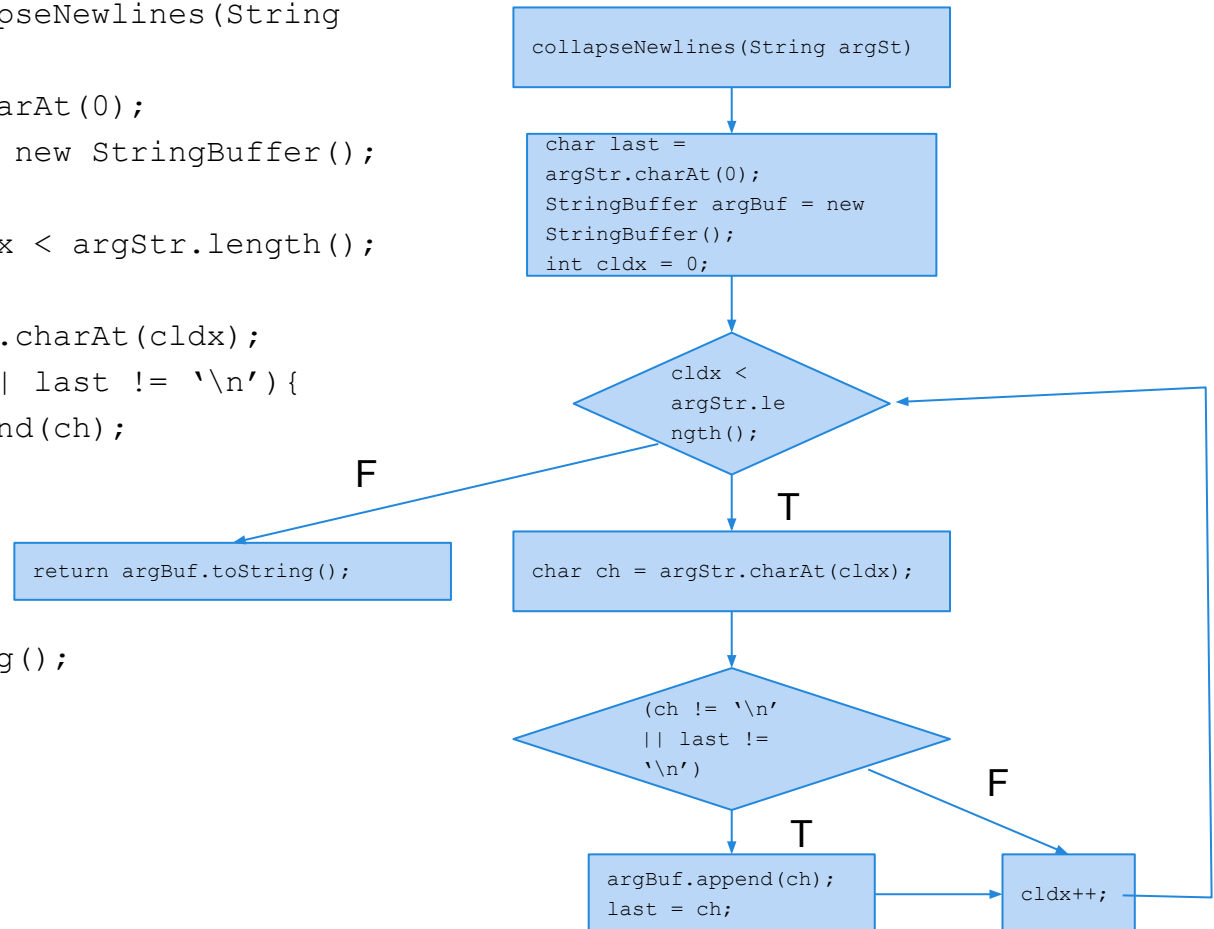 pseNewlines(String
arAt(0);
new StringBuffer();
x < argStr.length();
.charAt(cldx);
| last != ‘\n’){
nd(ch);
g();
collapseNewlines(String argSt)
char last =
argStr.charAt(0);
StringBuffer argBuf = new
StringBuffer();
int cldx = 0;
cldx <
argStr.le
ngth();
F
T
return argBuf.toString();
char ch = argStr.charAt(cldx);
(ch != ‘\n’
|| last !=
‘\n’)
F
T
argBuf.append(ch);
last = ch;
cldx++;